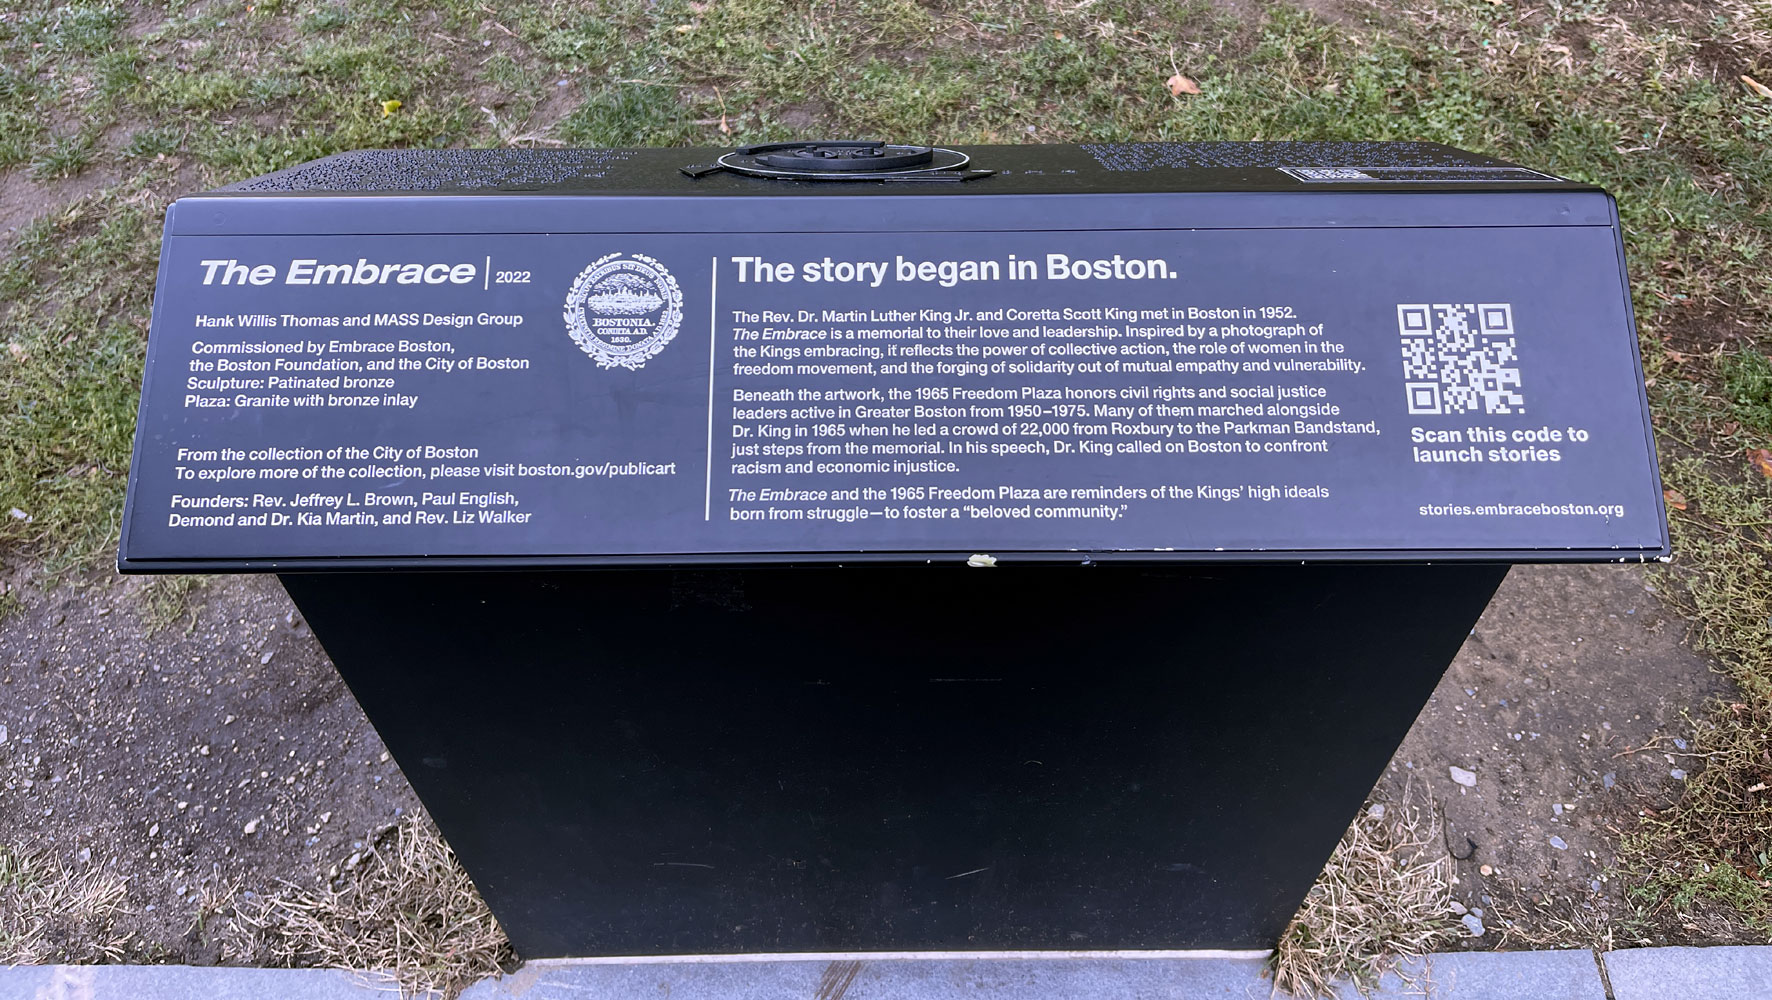 The Embrace | 2022
Hank Willis Thomas and MASS Design Group
Commissioned by Embrace Boston,
the Boston Foundation, and the City of Boston
Sculpture: Patinated bronze
Plaza: Granite with bronze inlay
From the collection of the City of Boston
To explore more of the collection, please visit boston.gov/publicart
Founders: Rev. Jeffrey L. Brown, Paul English,
Demond and Dr. Kia Martin, and Rev. Liz Walker
BOSTONIA.
CONDITA A.D.
1630.
The story began in Boston.
The Rev. Dr. Martin Luther King Jr. and Coretta Scott King met in Boston in 1952.
The Embrace is a memorial to their love and leadership. Inspired by a photograph of
the Kings embracing, it reflects the power of collective action, the role of women in the
freedom movement, and the forging of solidarity out of mutual empathy and vulnerability.
Beneath the artwork, the 1965 Freedom Plaza honors civil rights and social justice
leaders active in Greater Boston from 1950–1975. Many of them marched alongside
Dr. King in 1965 when he led a crowd of 22,000 from Roxbury to the Parkman Bandstand,
just steps from the memorial. In his speech, Dr. King called on Boston to confront
racism and economic injustice.
The Embrace and the 1965 Freedom Plaza are reminders of the Kings’ high ideals
born from struggle—to foster a “beloved community.”
Scan this code to
launch stories
stories.embraceboston.org